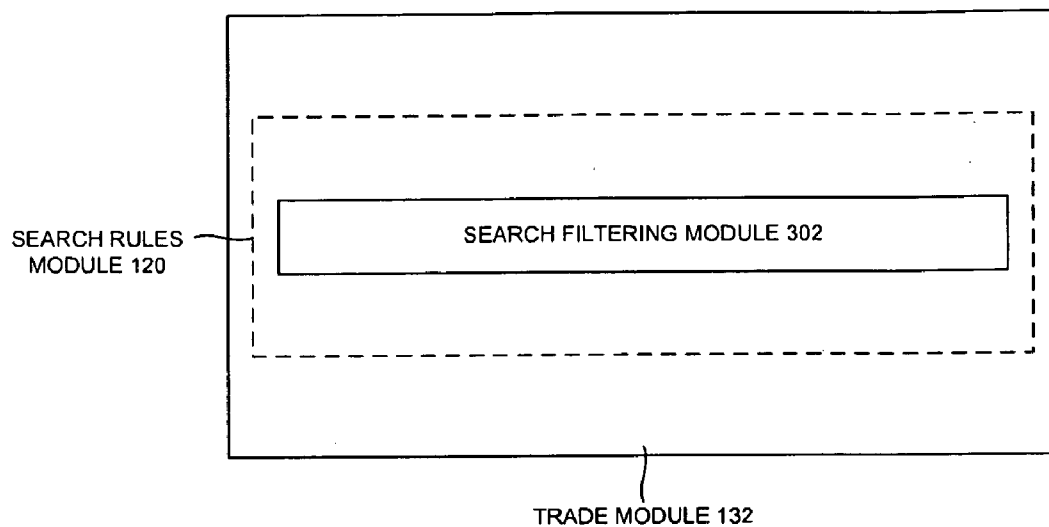 SEARCH FILTERING MODULE 302
SEARCH RULES
MODULE 120
TRADE MODULE 132